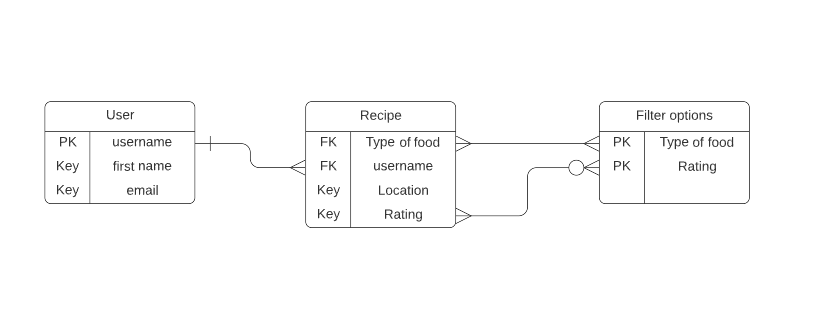 User
PK username
Key first name
Key email
Recipe
FK Type of food
FK username
Key Location
Key Rating
Filter options
PK Type of food
PK Rating